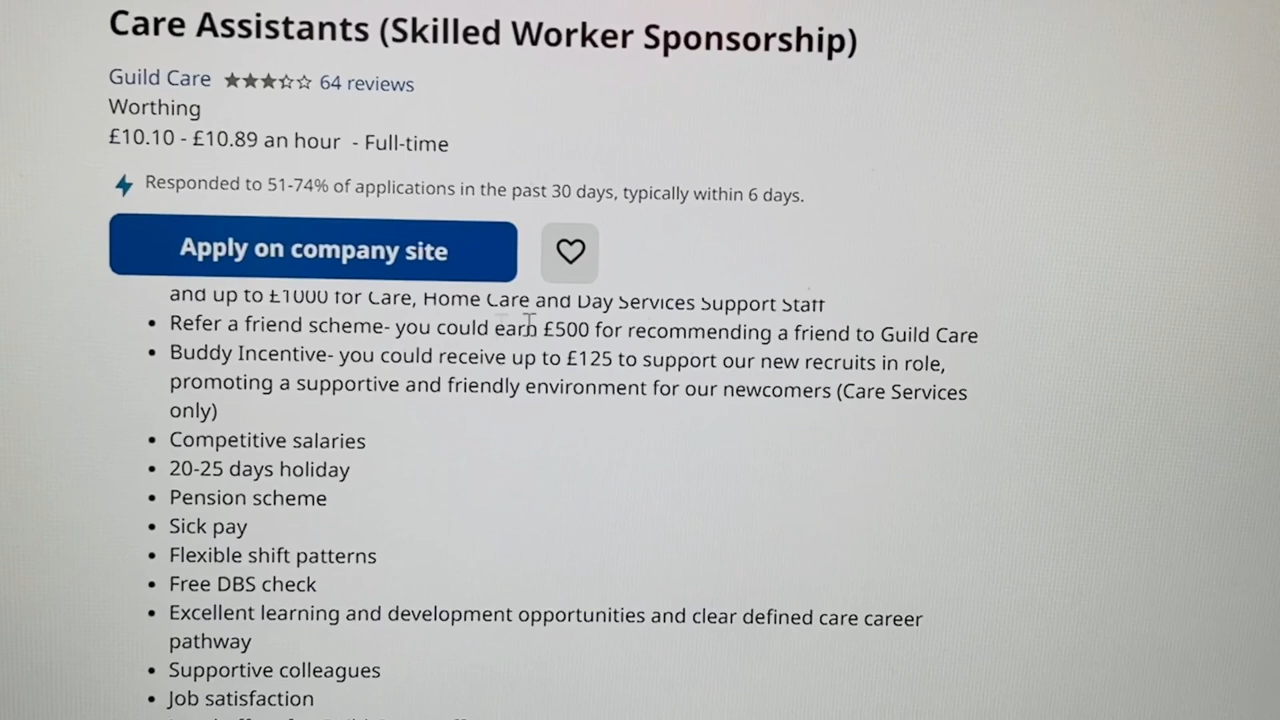 Care Assistants (Skilled Worker Sponsorship)
Guild Care ★★★☆☆ 64 reviews
Worthing
£10.10 - £10.89 an hour - Full-time
Responded to 51-74% of applications in the past 30 days, typically within 6 days.
Apply on company site
and up to £1000 for Care, Home Care and Day Services Support Staff
• Refer a friend scheme- you could earn £500 for recommending a friend to Guild Care
• Buddy Incentive- you could receive up to £125 to support our new recruits in role,
promoting a supportive and friendly environment for our newcomers (Care Services
only)
• Competitive salaries
• 20-25 days holiday
• Pension scheme
• Sick pay
• Flexible shift patterns
• Free DBS check
• Excellent learning and development opportunities and clear defined care career
pathway
• Supportive colleagues
• Job satisfaction